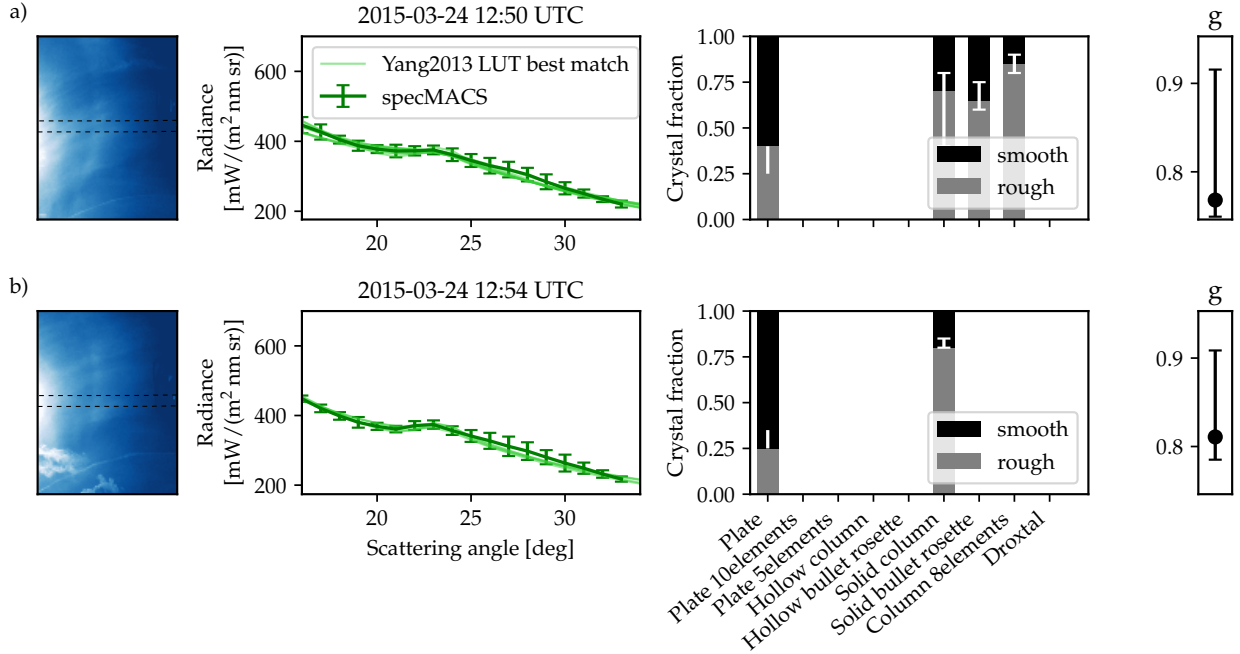 a)
2015-03-24 12:50 UTC
Radiance
[mW/(m² nm sr)]
600
400
200
20
25
30
Yang2013 LUT best match
specMACS
Crystal fraction
1.00
0.75
0.50
0.25
0.00
smooth
rough
g
0.9
0.8
b)
2015-03-24 12:54 UTC
Radiance
[mW/(m² nm sr)]
600
400
200
20
25
30
Scattering angle [deg]
Crystal fraction
1.00
0.75
0.50
0.25
0.00
smooth
rough
Plate
Plate 10elements
Plate 5elements
Hollow column
Hollow bullet rosette
Solid column
Solid bullet rosette
Column 8elements
Droxtal
g
0.9
0.8